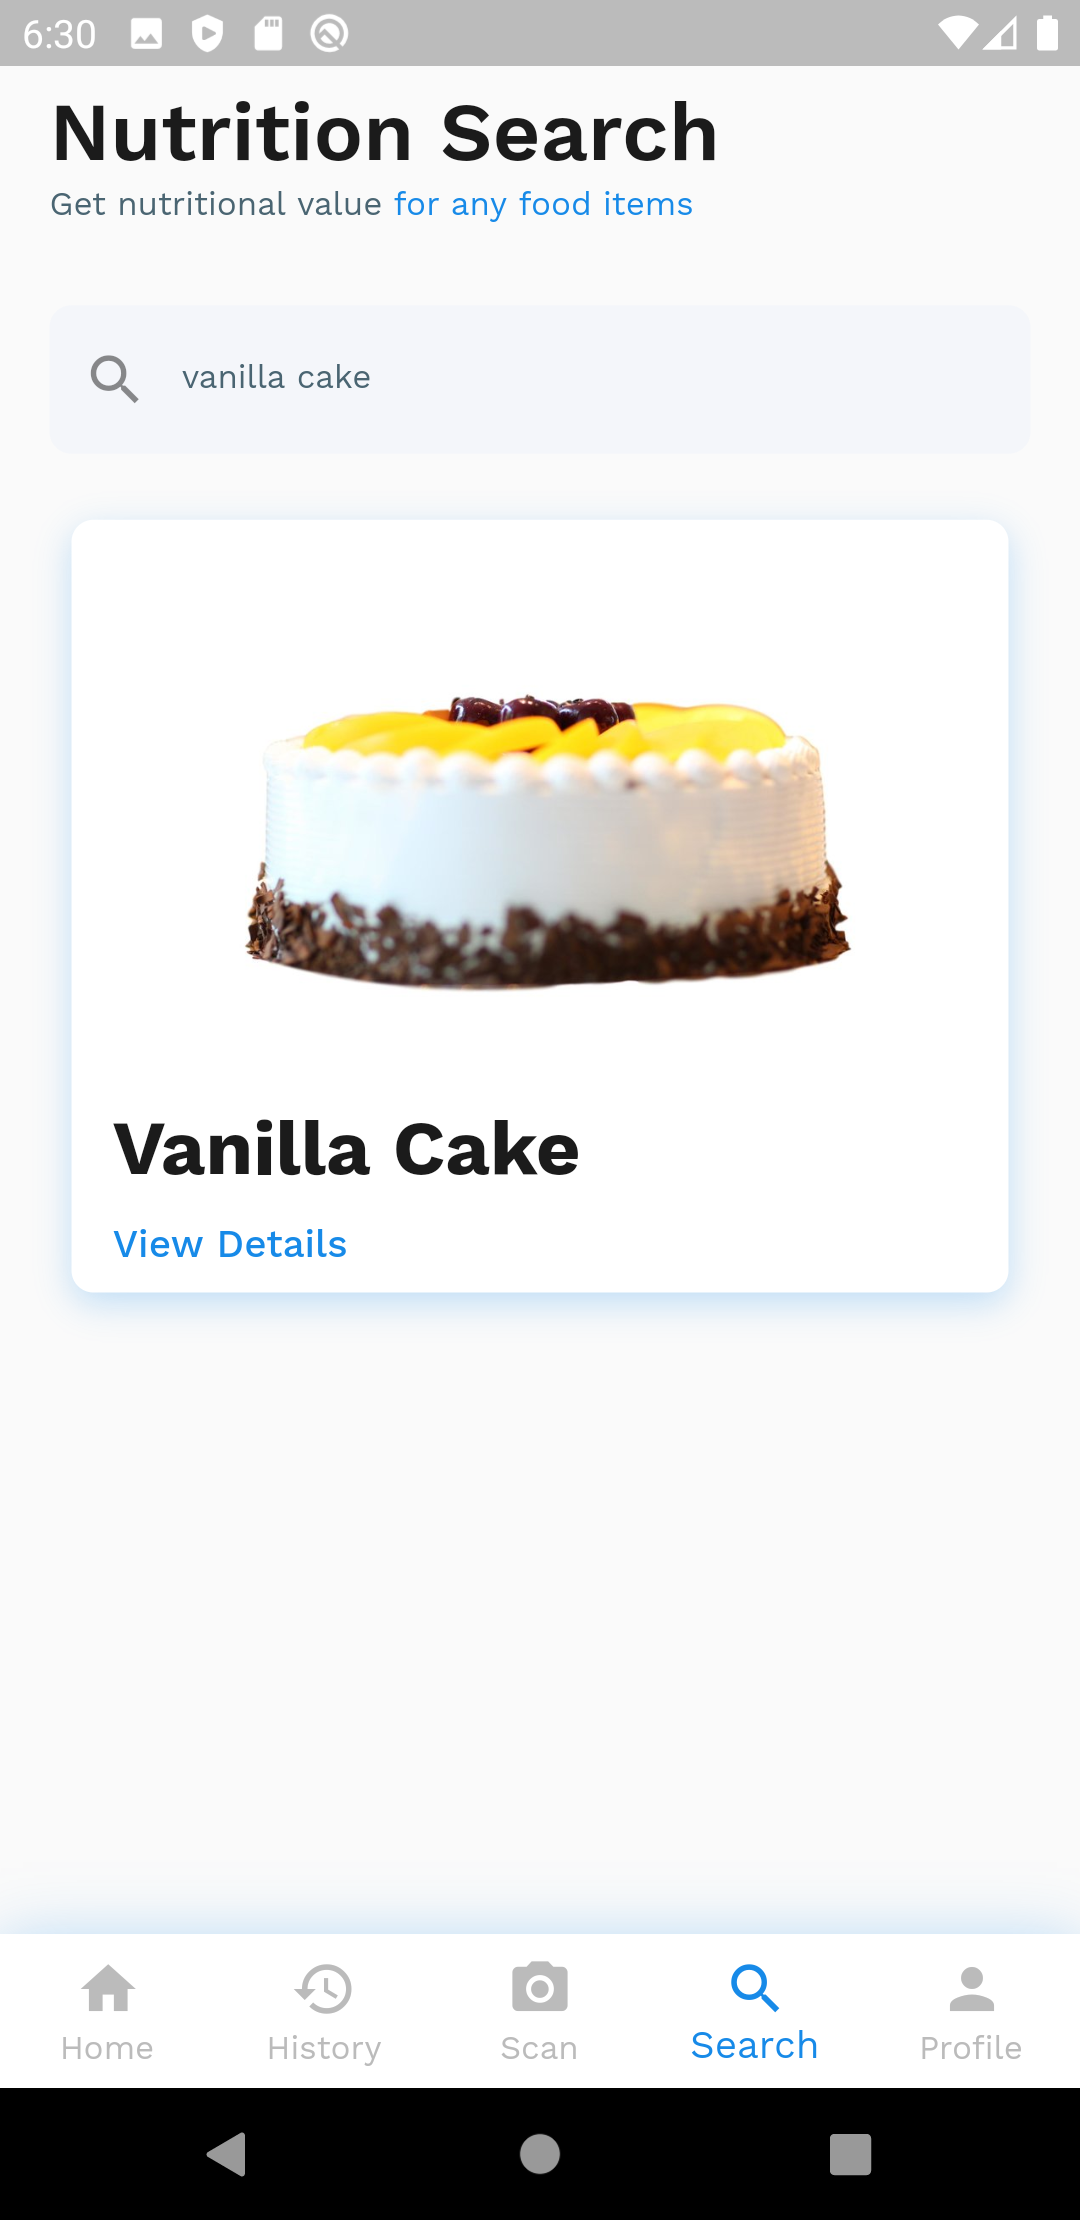 6:30
Nutrition Search
Get nutritional value for any food items
vanilla cake
Vanilla Cake
View Details
Home History Scan Search Profile